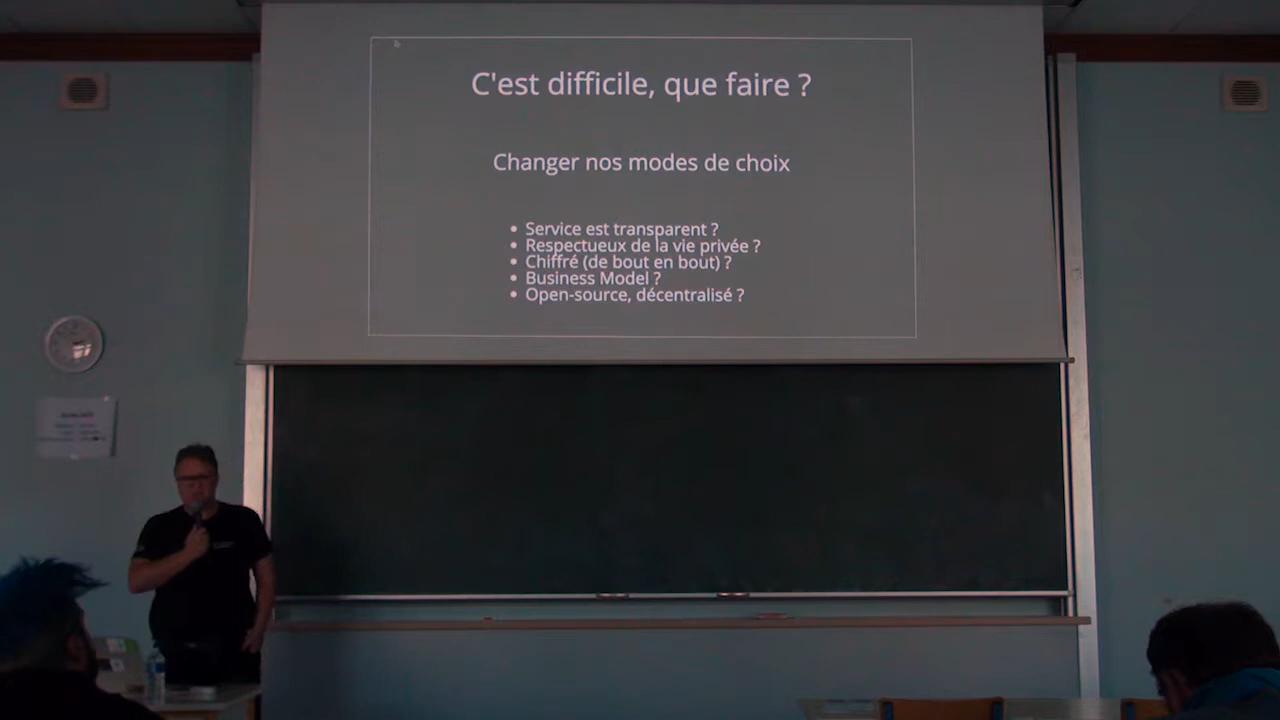 C'est difficile, que faire ?
Changer nos modes de choix
• Service est transparent ?
• Respectueux de la vie privée ?
• Chiffré (de bout en bout) ?
• Business Model ?
• Open-source, décentralisé ?